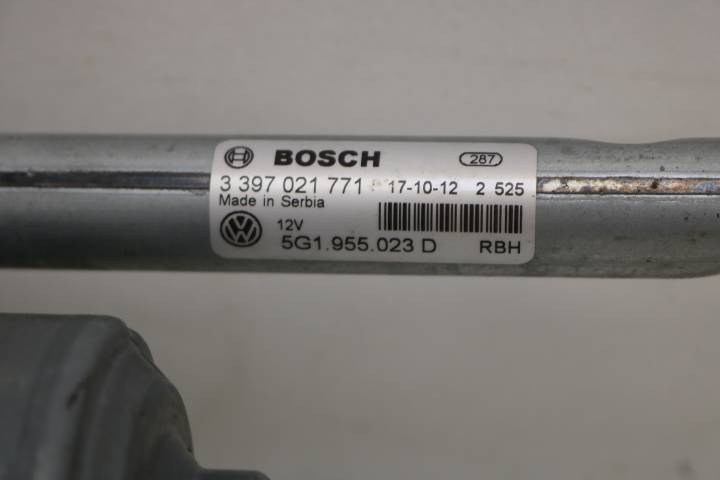 BOSCH 287
3 397 021 771 17-10-12 2 525
Made in Serbia
12V
5G1.955.023 D RBH